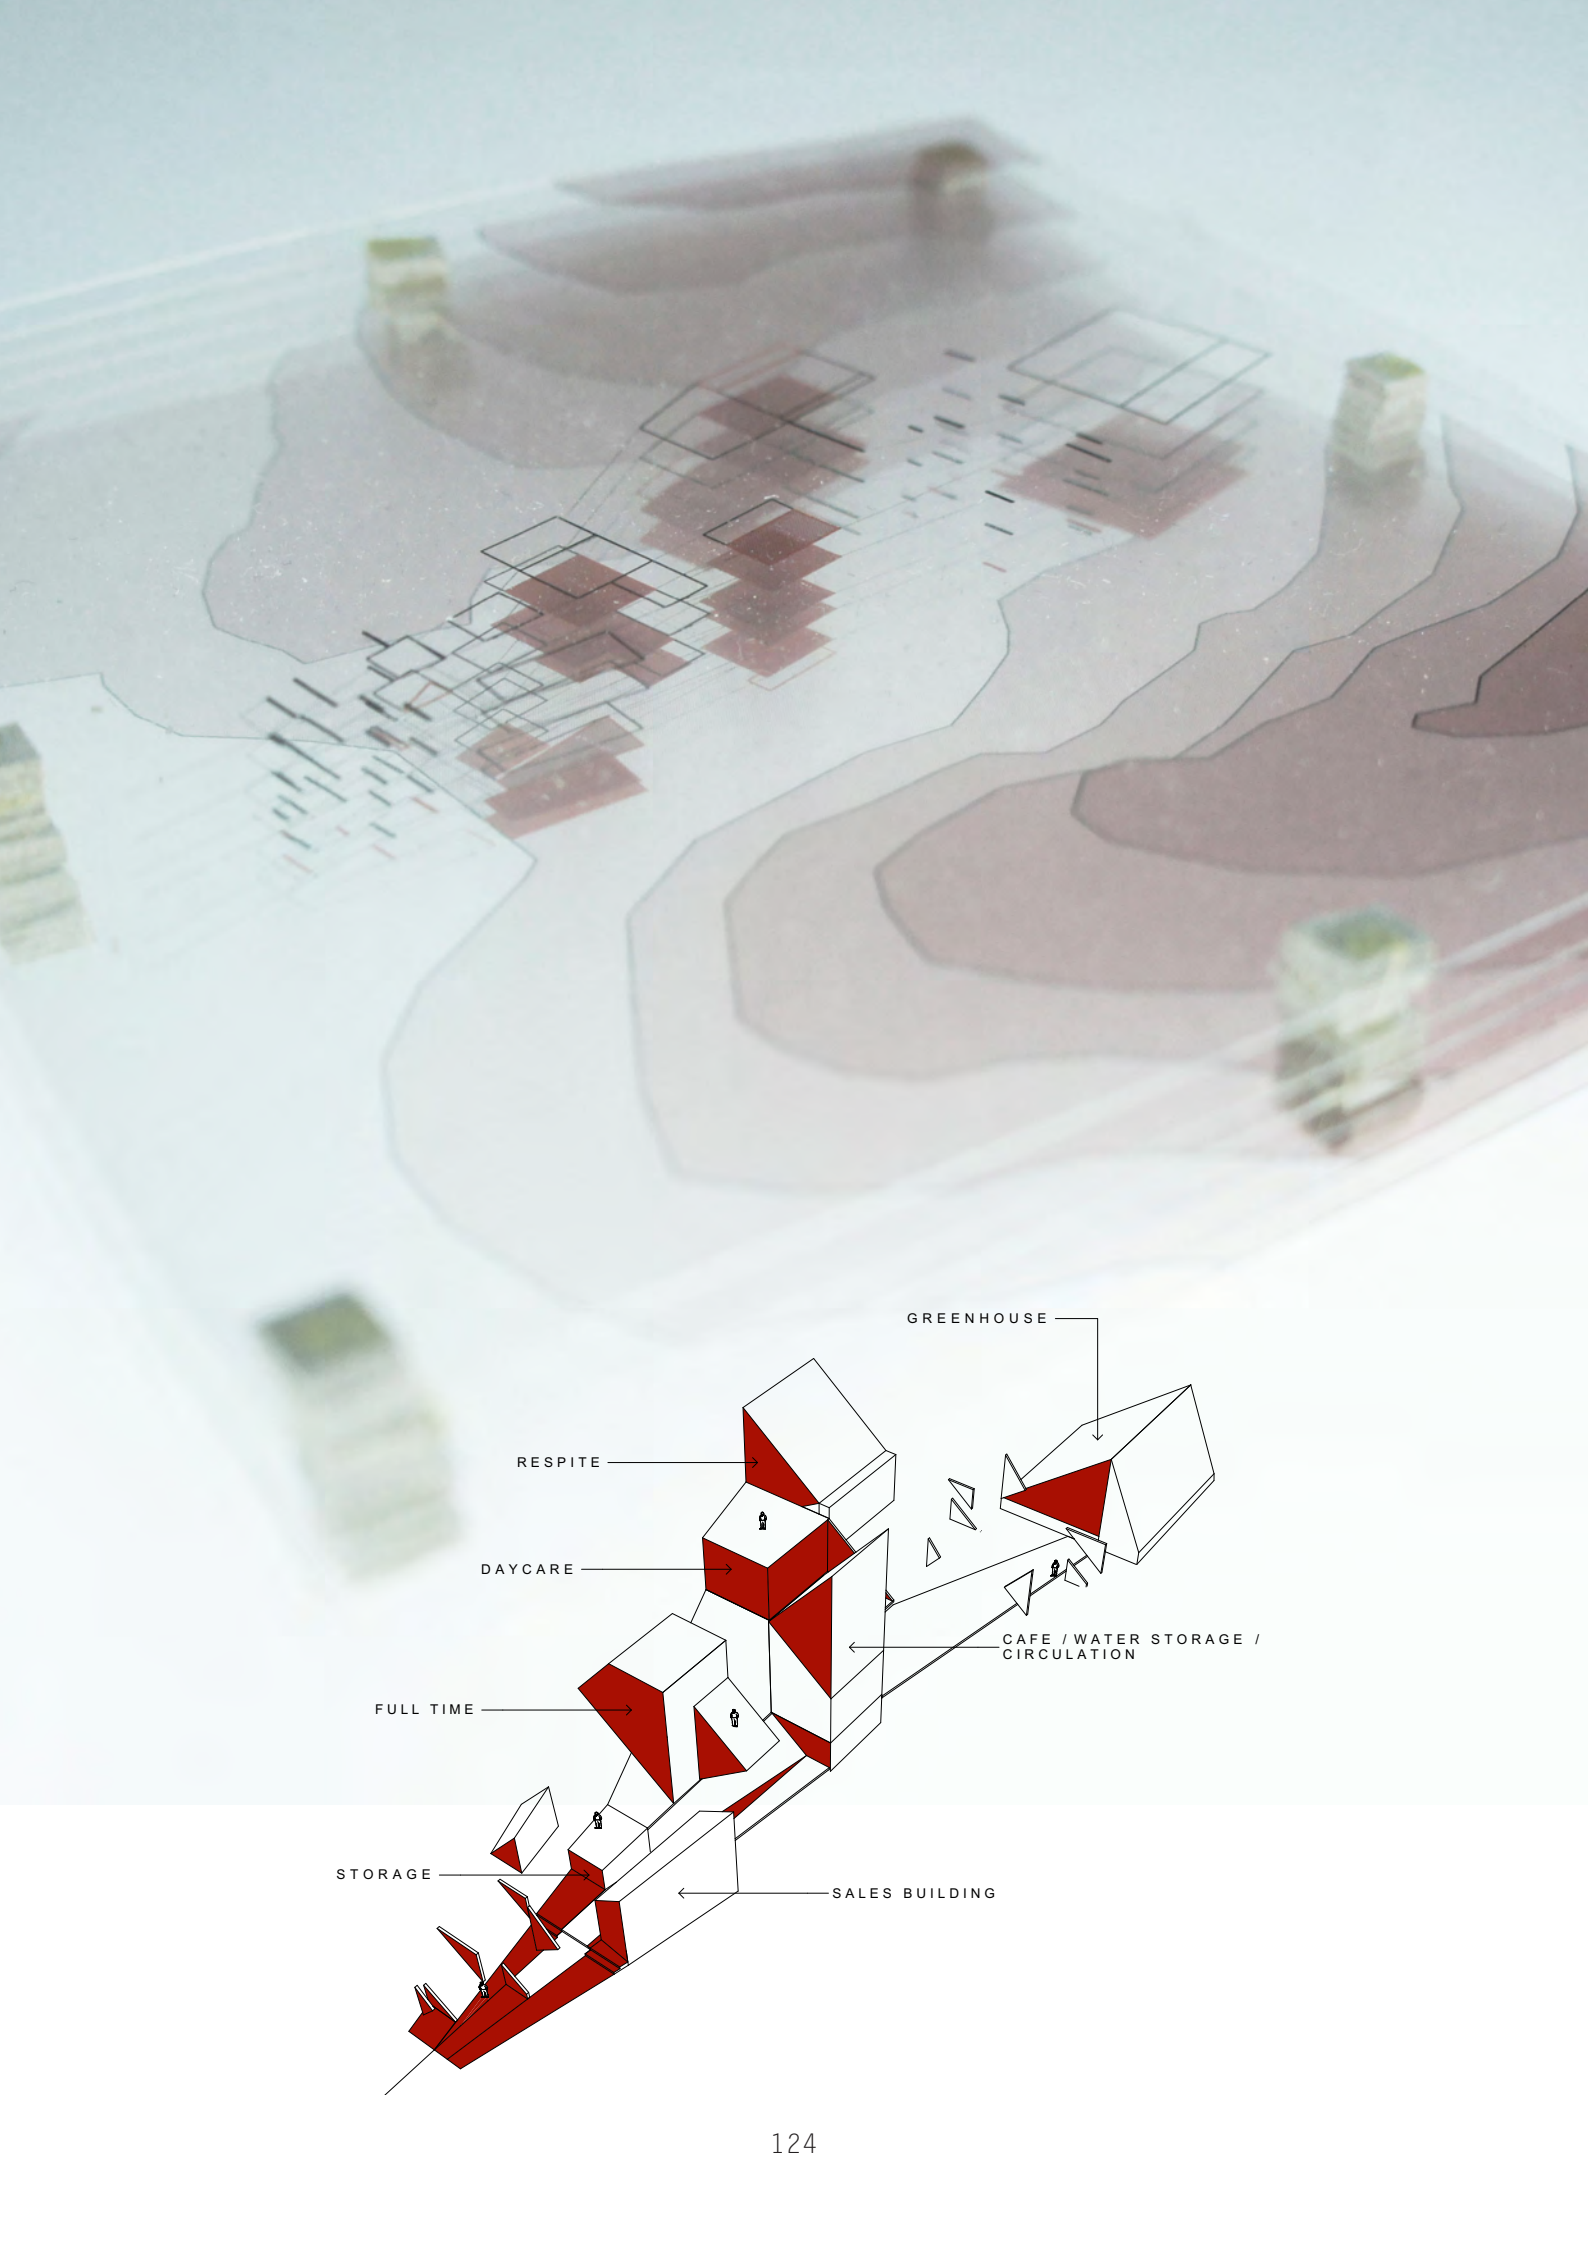 GREENHOUSE
RESPITE
DAYCARE
CAFE / WATER STORAGE /
CIRCULATION
FULL TIME
STORAGE
SALES BUILDING
124